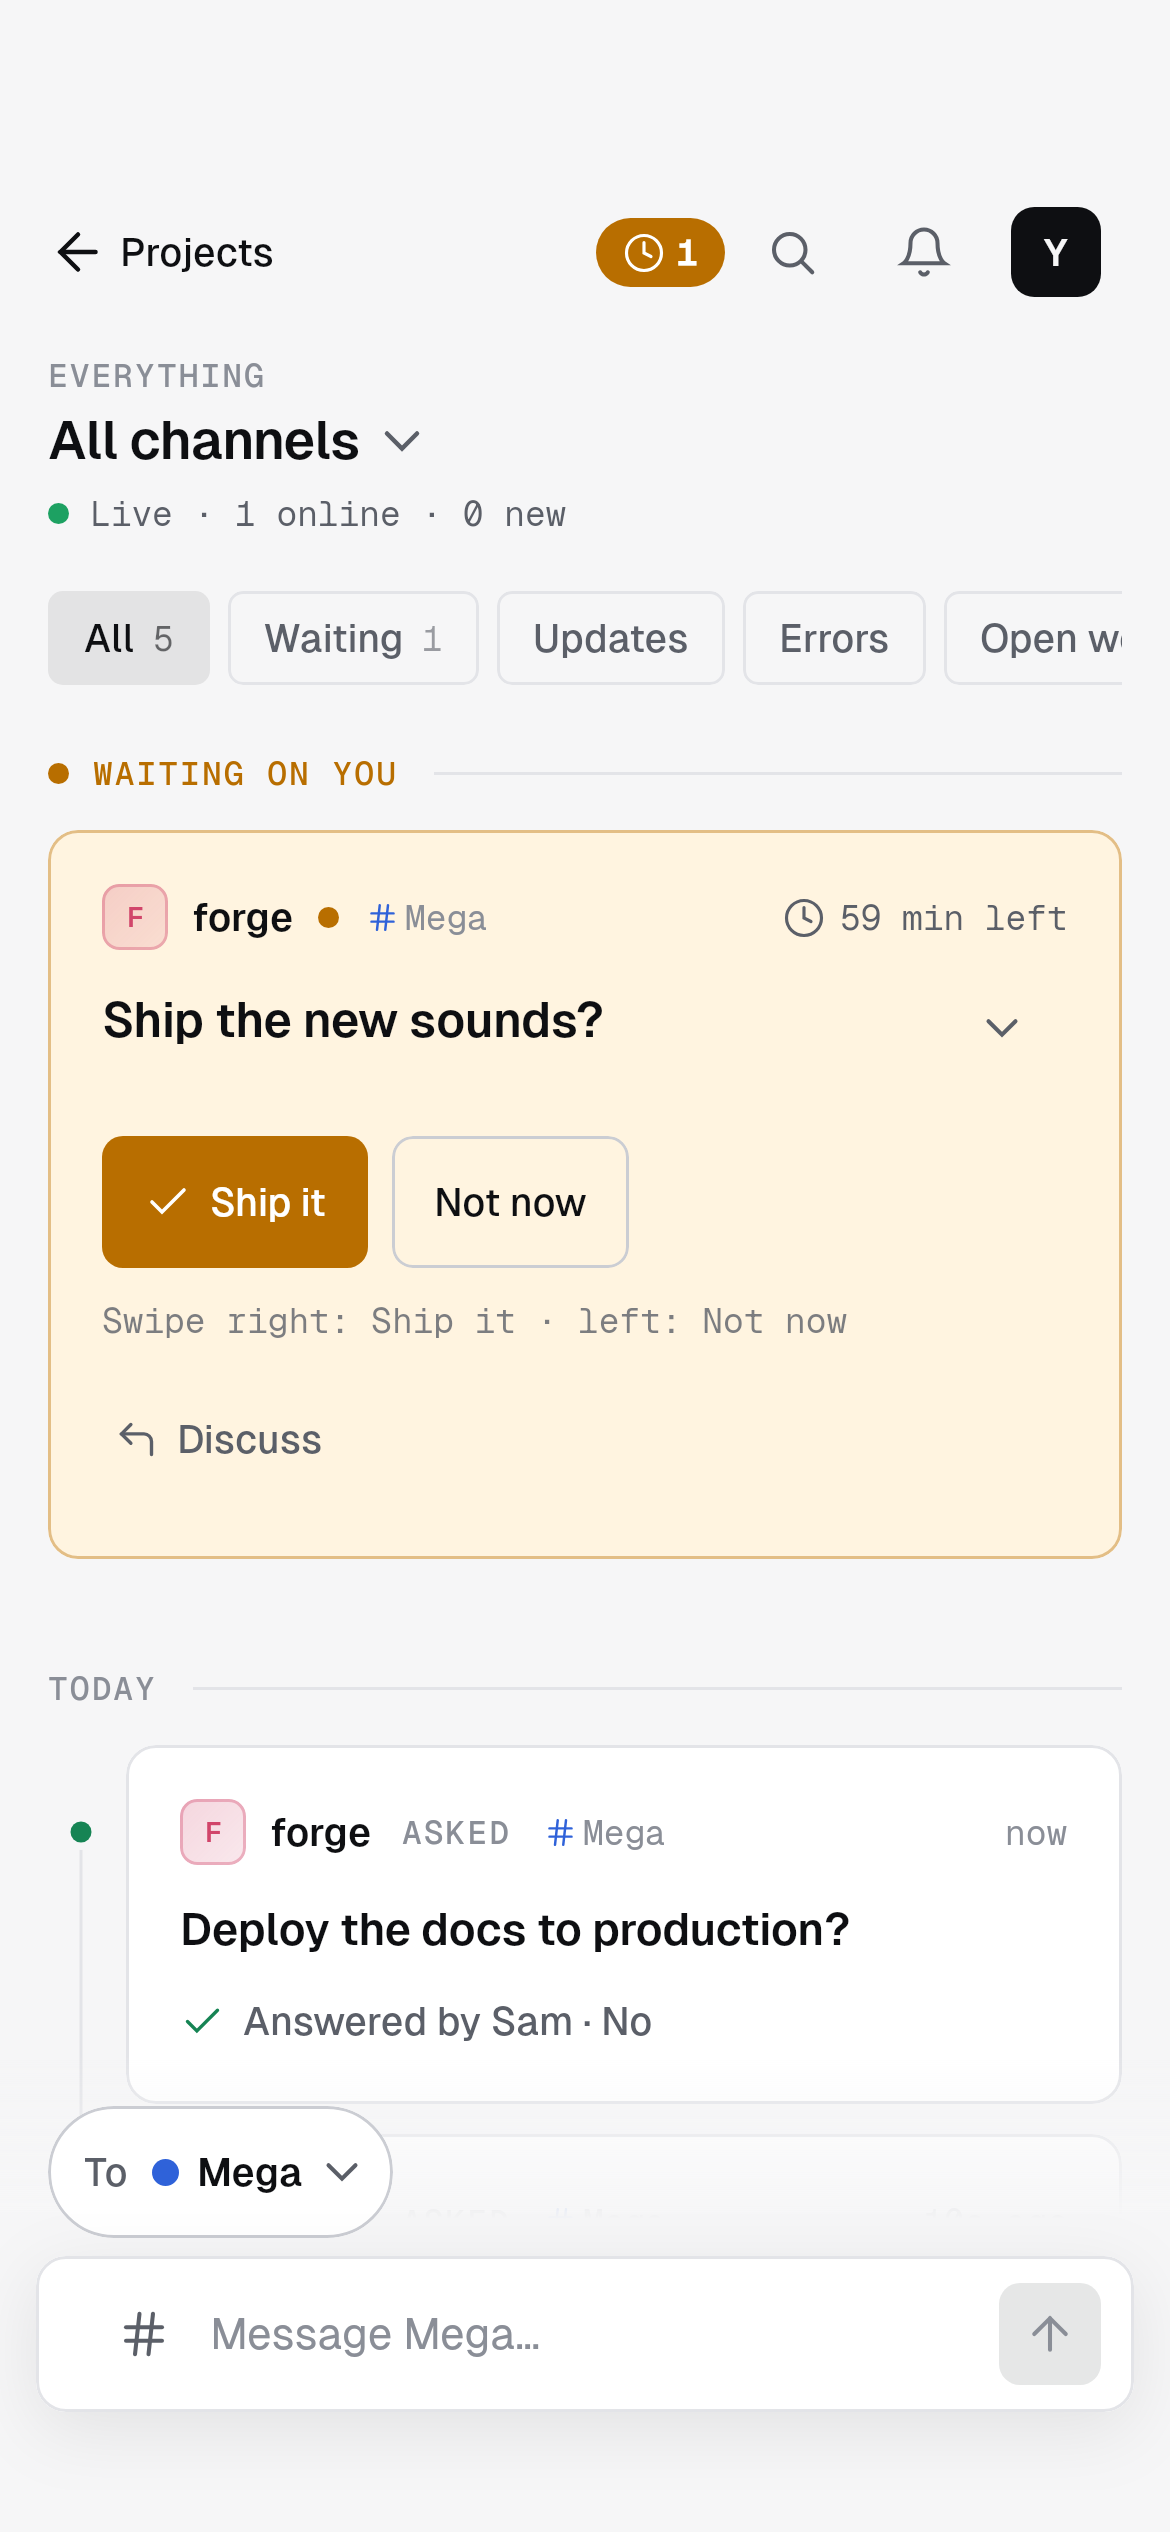 Projects
1
Y
EVERYTHING
All channels
Live · 1 online · 0 new
All 5
Waiting 1
Updates
Errors
Open
WAITING ON YOU
F forge # Mega 59 min left
Ship the new sounds?
Ship it
Not now
Swipe right: Ship it · left: Not now
Discuss
TODAY
F forge ASKED # Mega now
Deploy the docs to production?
Answered by Sam · No
To Mega
# Message Mega…